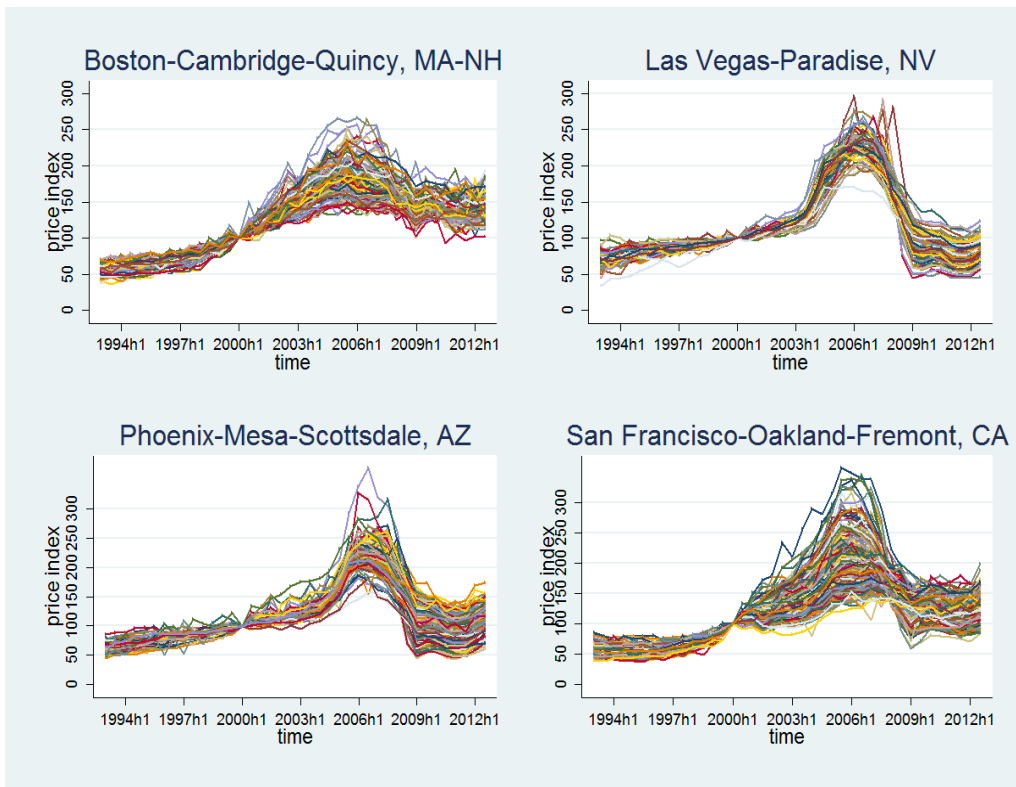 Boston-Cambridge-Quincy, MA-NH
price index
300
250
200
150
100
50
0
1994h1 1997h1 2000h1 2003h1 2006h1 2009h1 2012h1
time
Las Vegas-Paradise, NV
price index
300
250
200
150
100
50
0
1994h1 1997h1 2000h1 2003h1 2006h1 2009h1 2012h1
time
Phoenix-Mesa-Scottsdale, AZ
price index
300
250
200
150
100
50
0
1994h1 1997h1 2000h1 2003h1 2006h1 2009h1 2012h1
time
San Francisco-Oakland-Fremont, CA
price index
300
250
200
150
100
50
0
1994h1 1997h1 2000h1 2003h1 2006h1 2009h1 2012h1
time